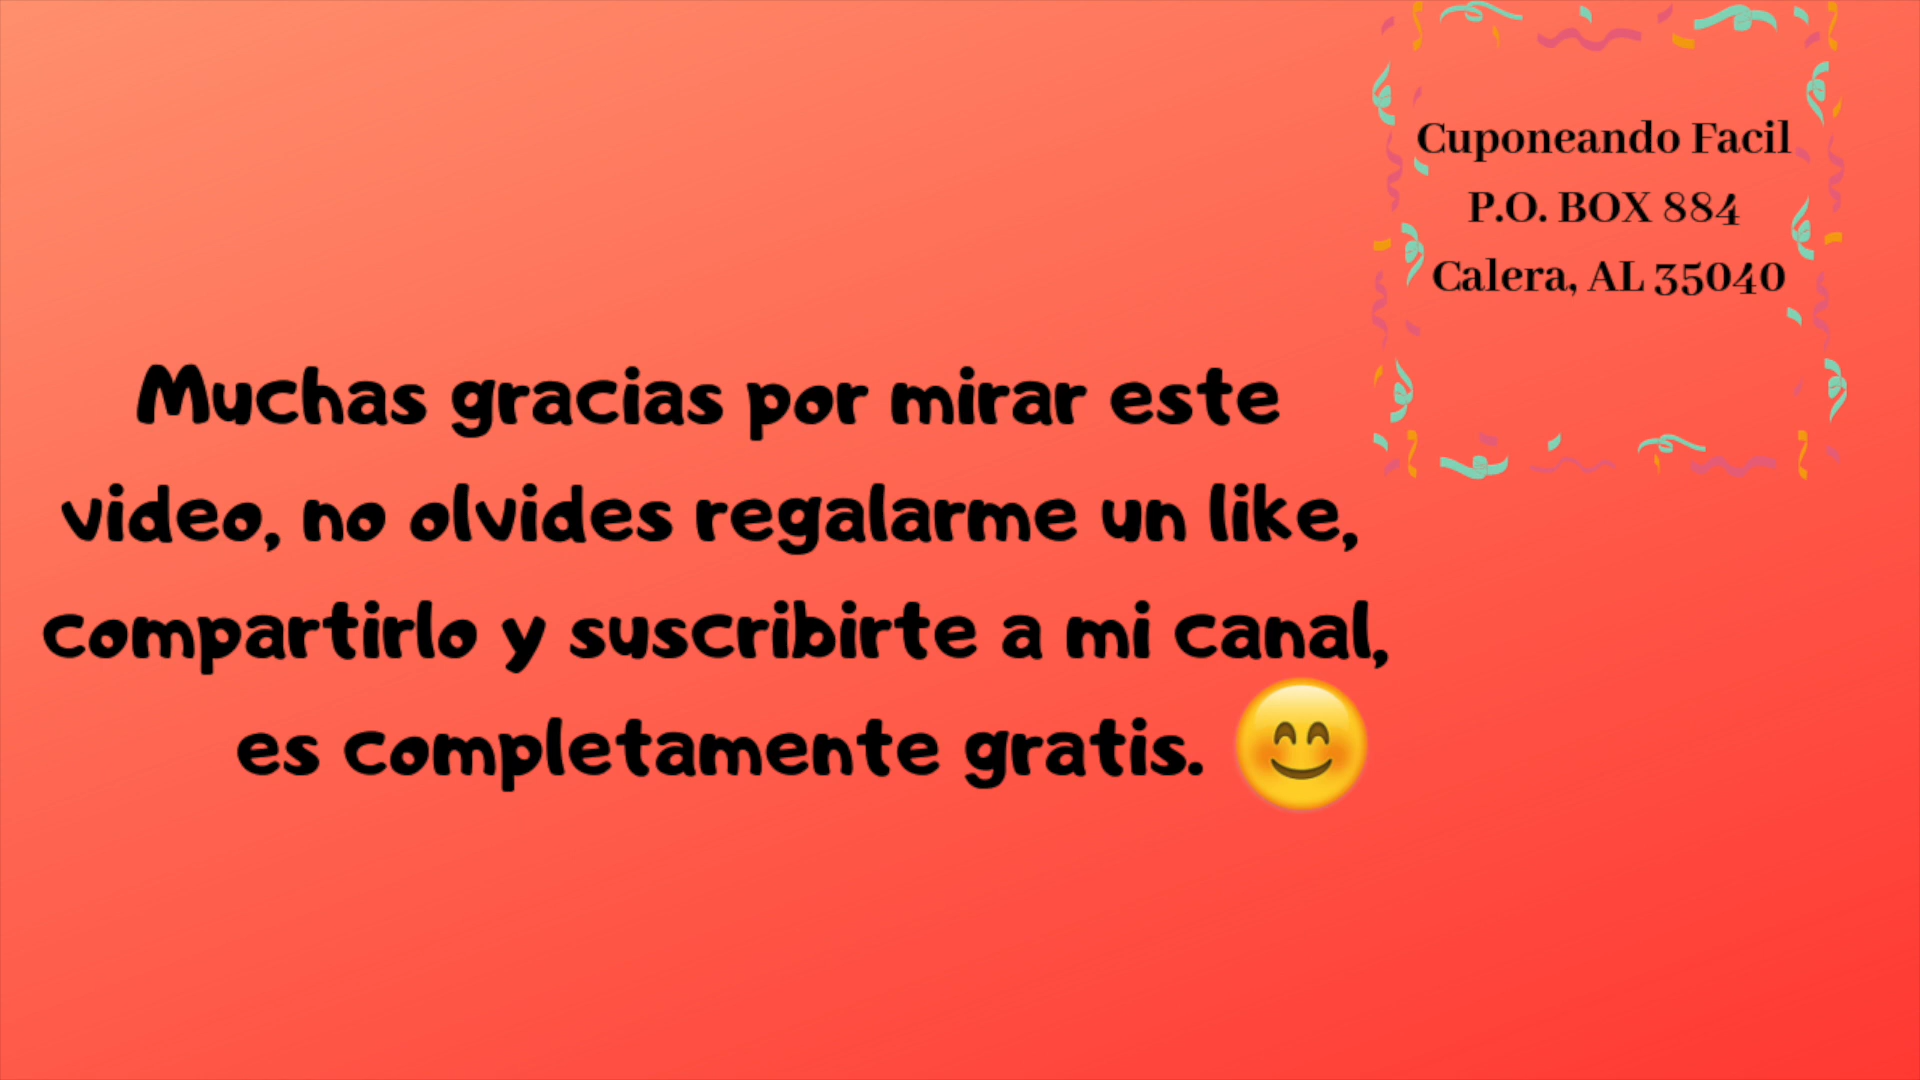 Cuponeando Facil
P.O. BOX 884
Calera, AL 35040
Muchas gracias por mirar este
video, no olvides regalarme un like,
compartirlo y suscribirte a mi canal,
es completamente gratis. 😊